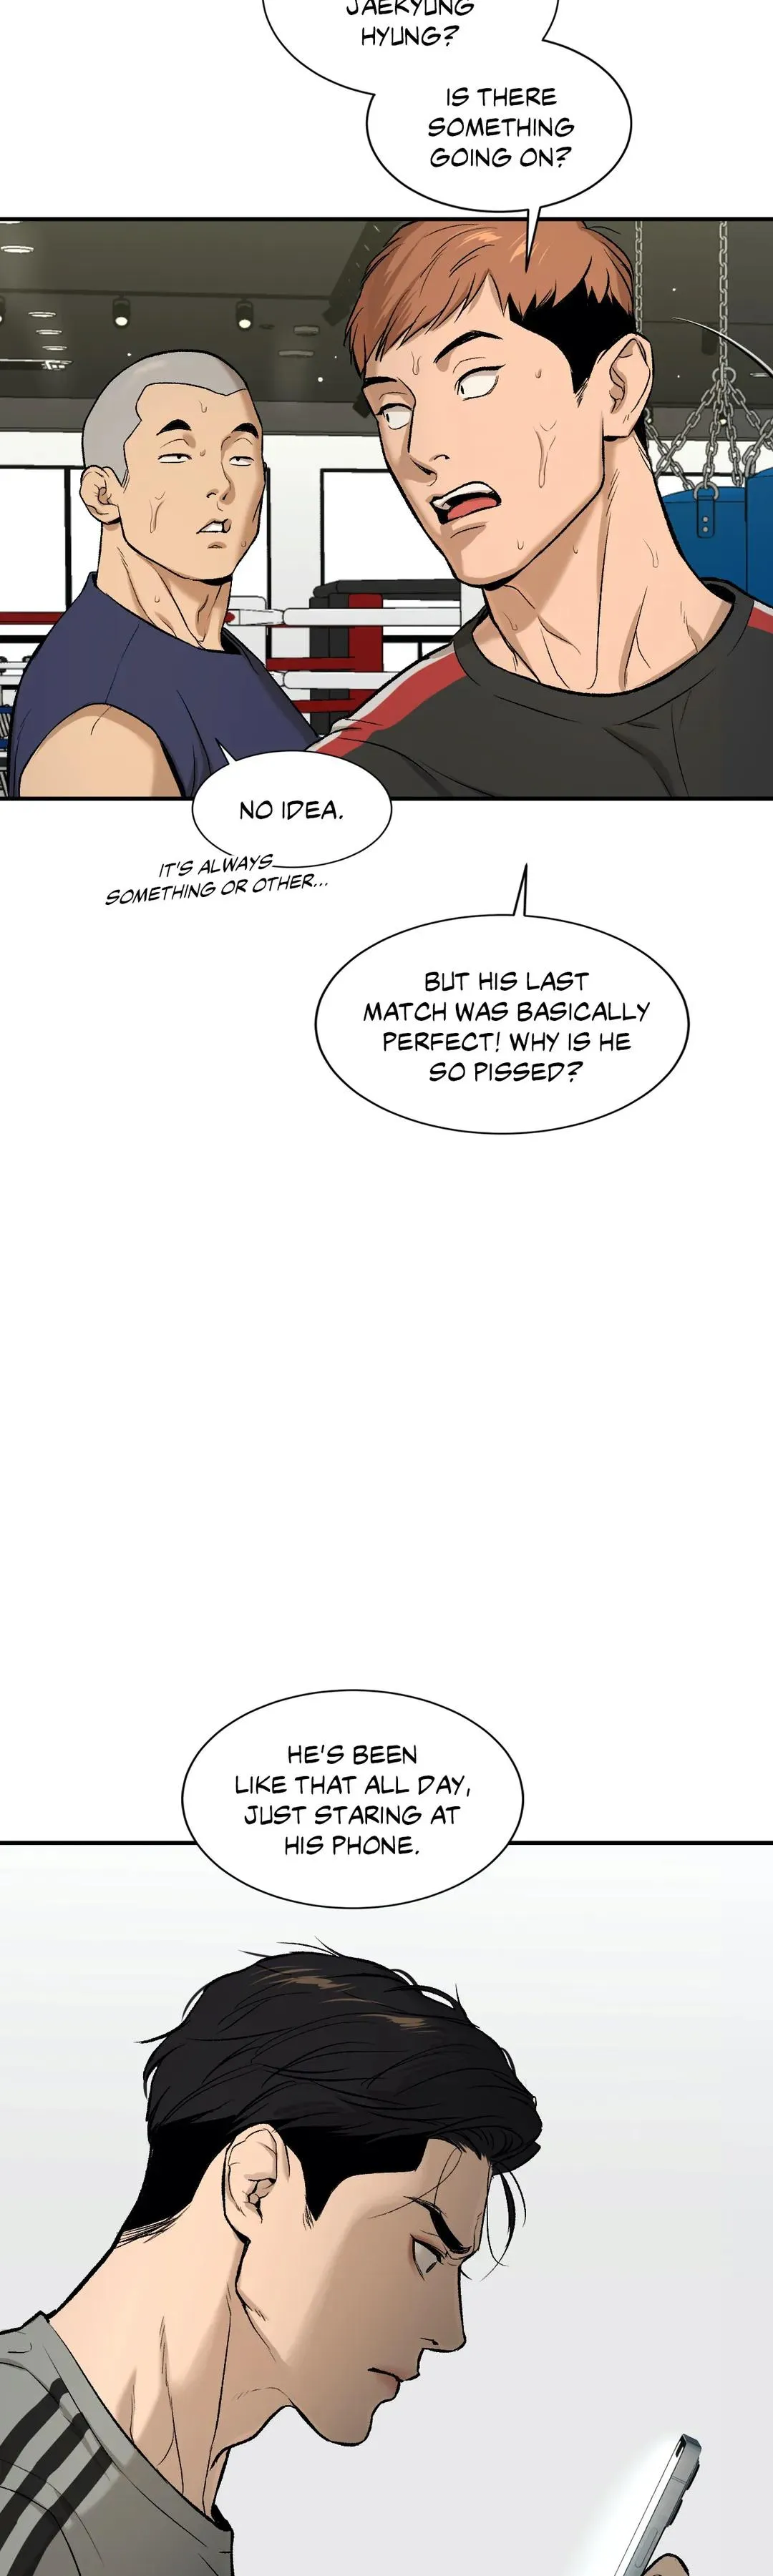 JAEKYUNG
HYUNG?
IS THERE
SOMETHING
GOING ON?
NO IDEA.
IT'S ALWAYS
SOMETHING OR OTHER...
BUT HIS LAST
MATCH WAS BASICALLY
PERFECT! WHY IS HE
SO PISSED?
HE'S BEEN
LIKE THAT ALL DAY,
JUST STARING AT
HIS PHONE.